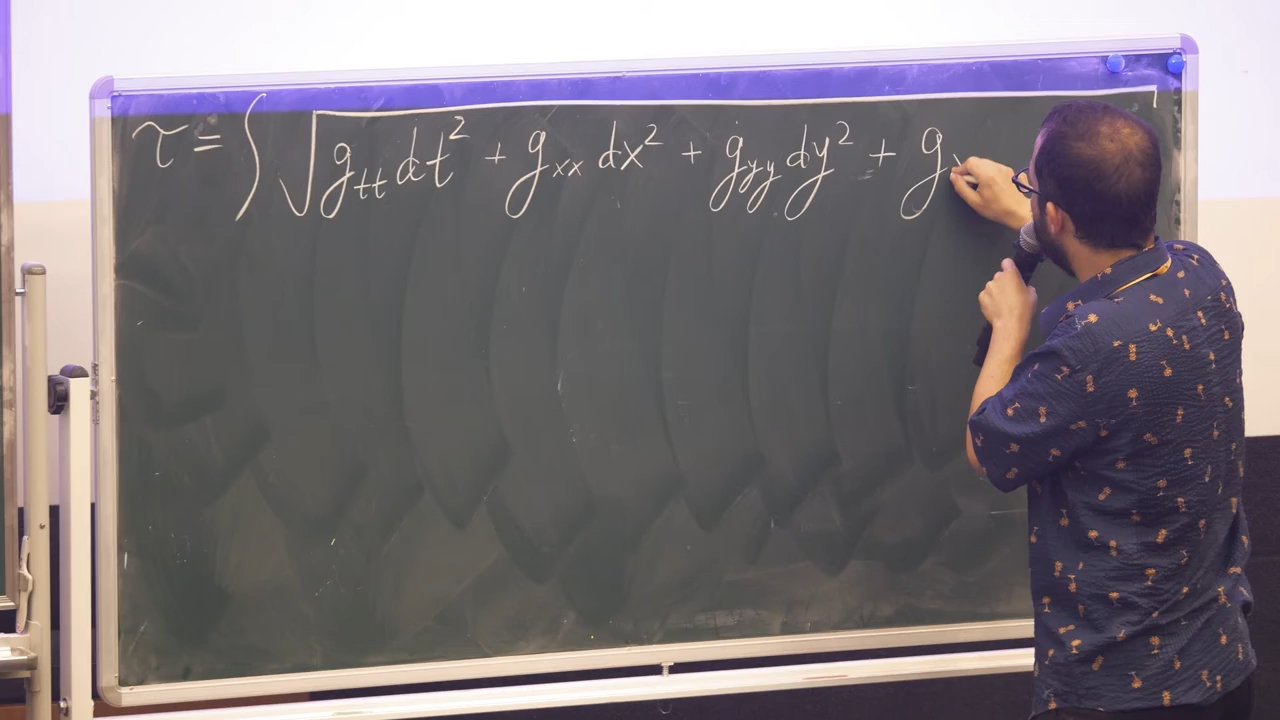 τ = ∫ √ g_tt dt² + g_xx dx² + g_yy dy² + g